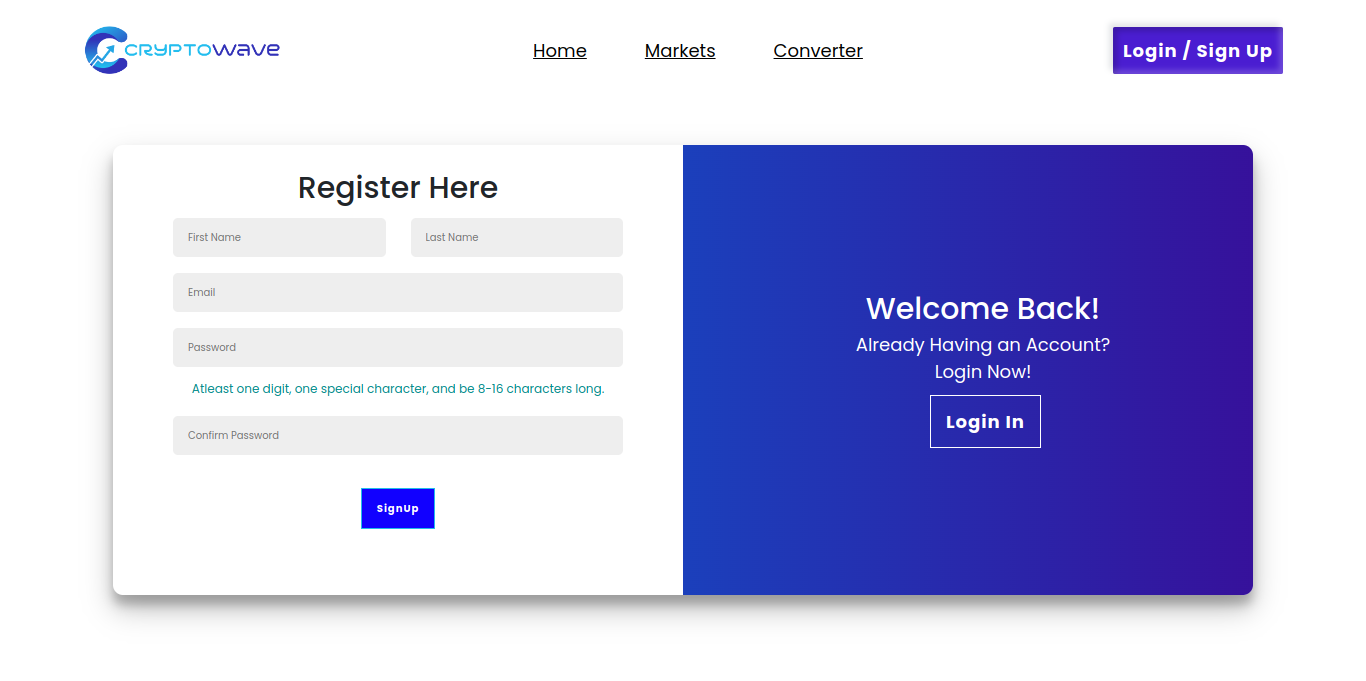 CRYPTOWAVE
Home
Markets
Converter
Login / Sign Up
Register Here
First Name
Last Name
Email
Password
Atleast one digit, one special character, and be 8-16 characters long.
Confirm Password
SignUp
Welcome Back!
Already Having an Account?
Login Now!
Login In